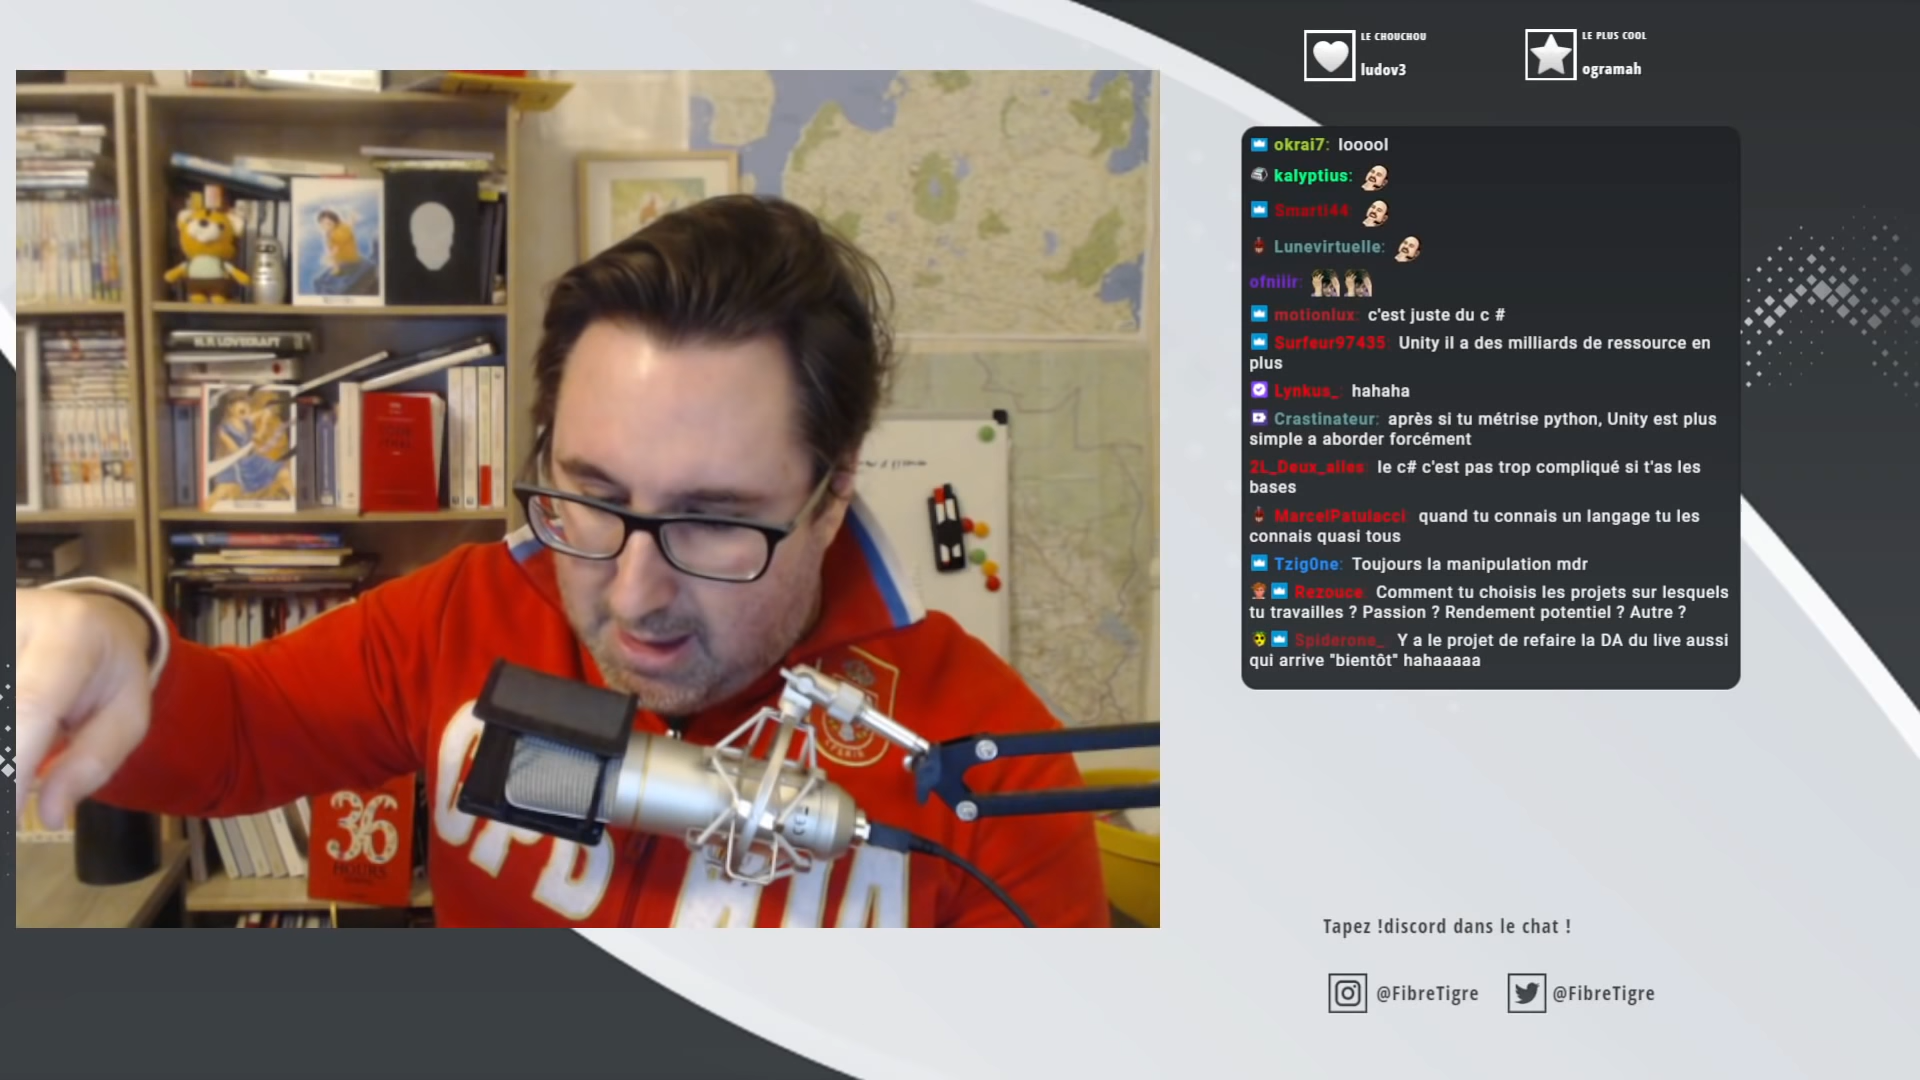 LE CHOUCHOU
ludov3
LE PLUS COOL
ogramah
okrai7: looool
kalyptius:
Smarti44:
Lunevirtuelle:
ofniiir:
motionlux: c'est juste du c #
Surfeur97435: Unity il a des milliards de ressource en
plus
Lynkus_: hahaha
Crastinateur: après si tu métrise python, Unity est plus
simple a aborder forcément
2L_Deux_ailes: le c# c'est pas trop compliqué si t'as les
bases
MarcelPatulacci: quand tu connais un langage tu les
connais quasi tous
Tzig0ne: Toujours la manipulation mdr
Rezouce: Comment tu choisis les projets sur lesquels
tu travailles ? Passion ? Rendement potentiel ? Autre ?
Spiderone_: Y a le projet de refaire la DA du live aussi
qui arrive "bientôt" hahaaaaa
H.P. LOVECRAFT
36
HOURS
CE
Tapez !discord dans le chat !
@FibreTigre
@FibreTigre